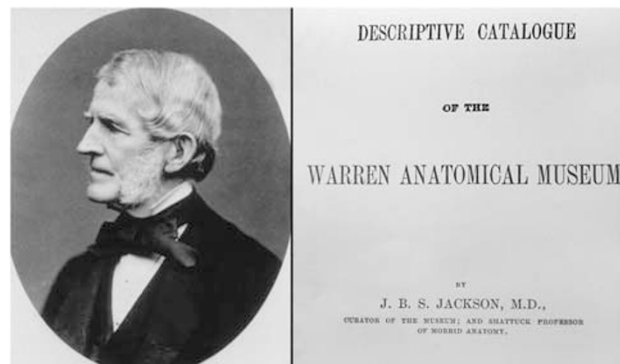 DESCRIPTIVE CATALOGUE
OF THE
WARREN ANATOMICAL MUSEUM
BY
J. B. S. JACKSON, M.D.,
CURATOR OF THE MUSEUM; AND SHATTUCK PROFESSOR
OF MORBID ANATOMY.